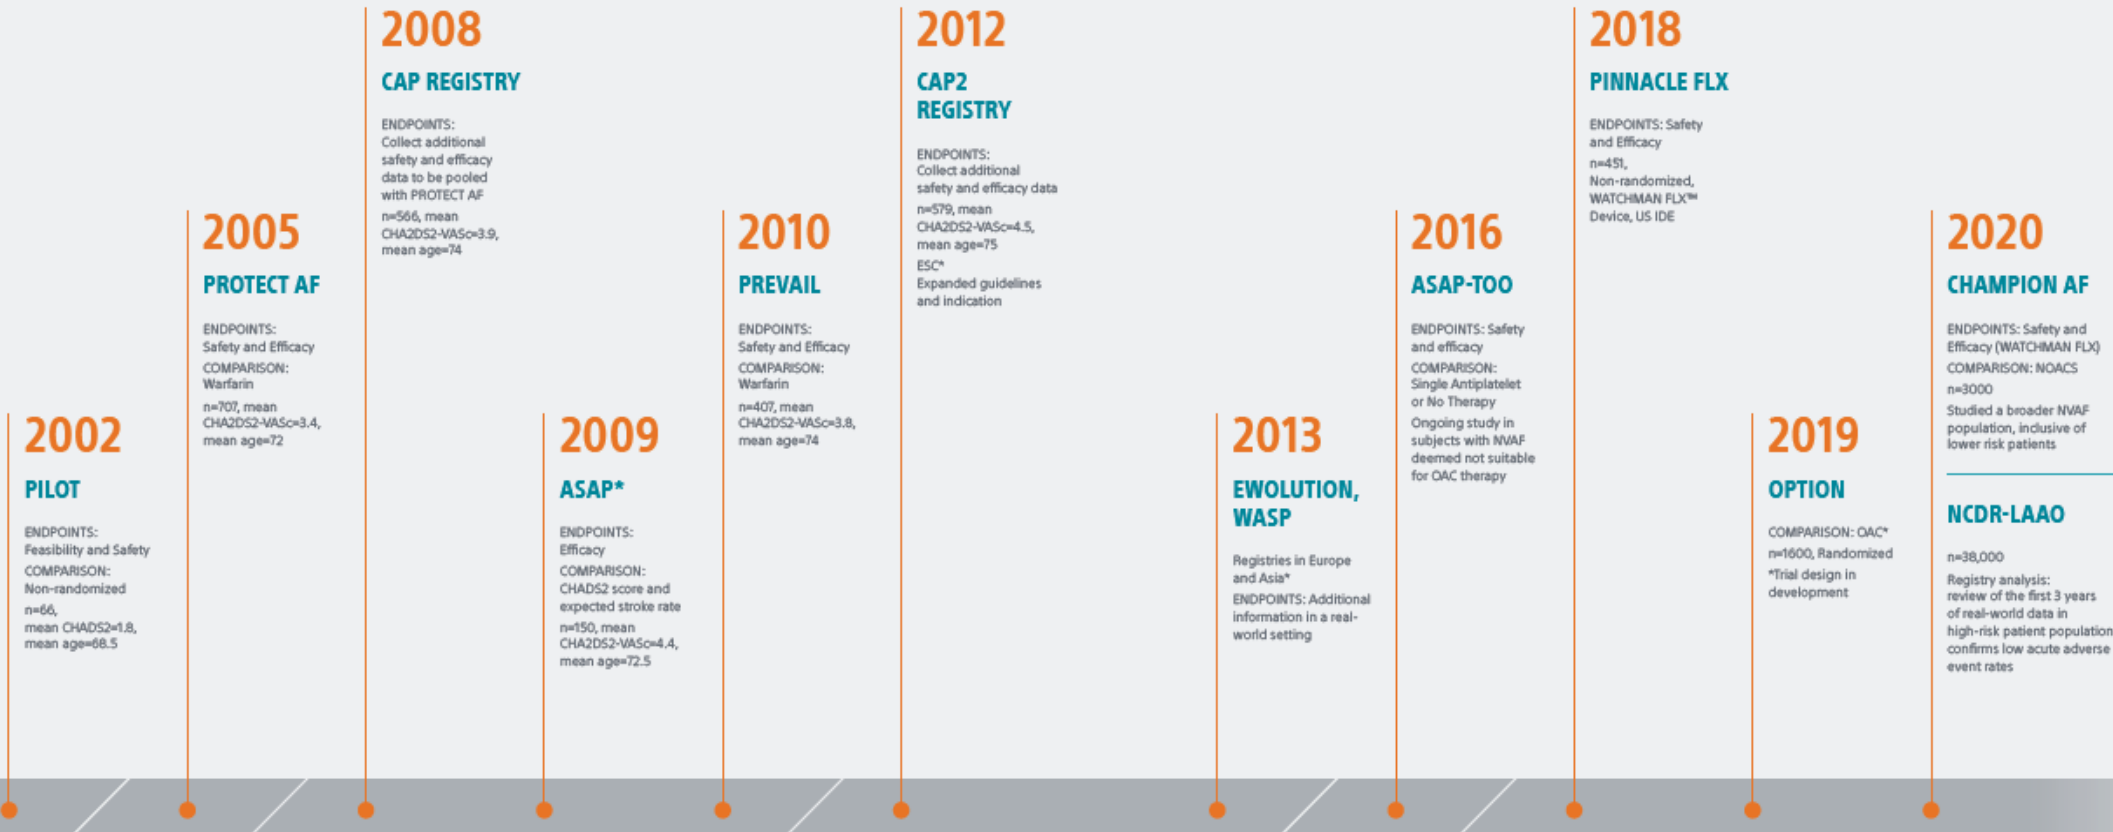 2002
PILOT
ENDPOINTS:
Feasibility and Safety
COMPARISON:
Non-randomized
n=66,
mean CHADS2=1.8,
mean age=68.5
2005
PROTECT AF
ENDPOINTS:
Safety and Efficacy
COMPARISON:
Warfarin
n=707, mean
CHA2DS2-VASc=3.4,
mean age=72
2008
CAP REGISTRY
ENDPOINTS:
Collect additional
safety and efficacy
data to be pooled
with PROTECT AF
n=566, mean
CHA2DS2-VASc=3.9,
mean age=74
2009
ASAP*
ENDPOINTS:
Efficacy
COMPARISON:
CHADS2 score and
expected stroke rate
n=150, mean
CHA2DS2-VASc=4.4,
mean age=72.5
2010
PREVAIL
ENDPOINTS:
Safety and Efficacy
COMPARISON:
Warfarin
n=407, mean
CHA2DS2-VASc=3.8,
mean age=74
2012
CAP2
REGISTRY
ENDPOINTS:
Collect additional
safety and efficacy data
n=579, mean
CHA2DS2-VASc=4.5,
mean age=75
ESC*
Expanded guidelines
and indication
2013
EWOLUTION,
WASP
Registries in Europe
and Asia*
ENDPOINTS: Additional
information in a real-
world setting
2016
ASAP-TOO
ENDPOINTS: Safety
and efficacy
COMPARISON:
Single Antiplatelet
or No Therapy
Ongoing study in
subjects with NVAF
deemed not suitable
for OAC therapy
2018
PINNACLE FLX
ENDPOINTS: Safety
and Efficacy
n=451,
Non-randomized,
WATCHMAN FLX™
Device, US IDE
2019
OPTION
COMPARISON: OAC*
n=1600, Randomized
*Trial design in
development
2020
CHAMPION AF
ENDPOINTS: Safety and
Efficacy (WATCHMAN FLX)
COMPARISON: NOACS
n=3000
Studied a broader NVAF
population, inclusive of
lower risk patients
NCDR-LAAO
n=38,000
Registry analysis:
review of the first 3 years
of real-world data in
high-risk patient population
confirms low acute adverse
event rates